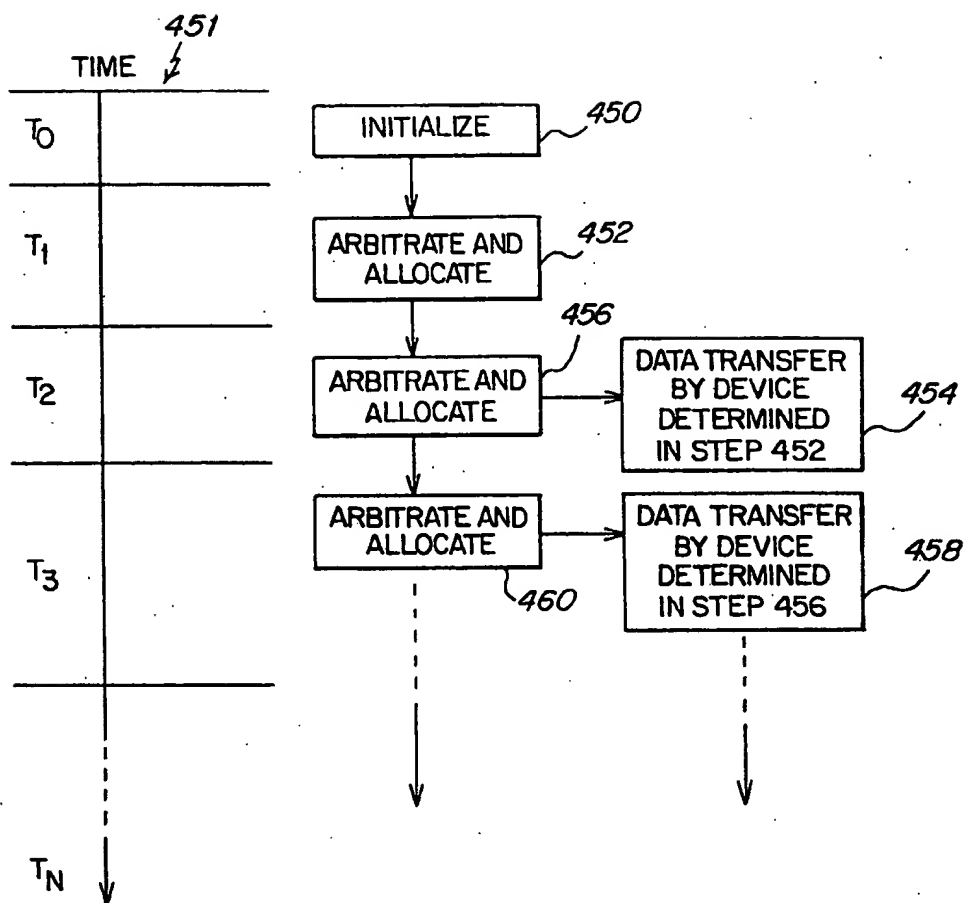 451
TIME
T0
INITIALIZE
450
T1
ARBITRATE AND
ALLOCATE
452
456
T2
ARBITRATE AND
ALLOCATE
DATA TRANSFER
BY DEVICE
DETERMINED
IN STEP 452
454
T3
ARBITRATE AND
ALLOCATE
460
DATA TRANSFER
BY DEVICE
DETERMINED
IN STEP 456
458
TN